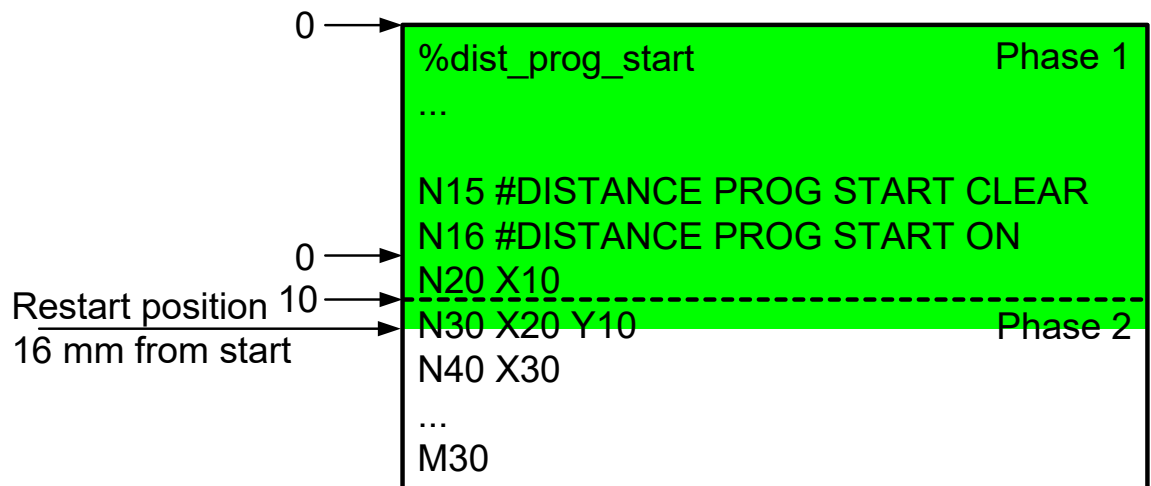 0
%dist_prog_start Phase 1
...
N15 #DISTANCE PROG START CLEAR
N16 #DISTANCE PROG START ON
0
N20 X10
10
Restart position
N30 X20 Y10 Phase 2
16 mm from start
N40 X30
...
M30